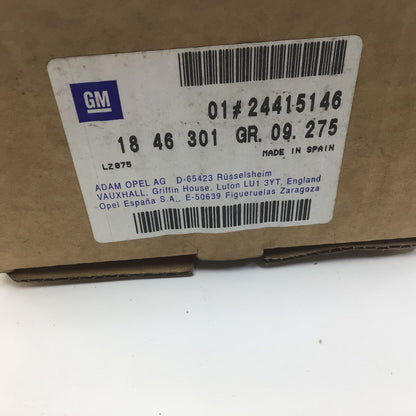 GM
01#24415146
18 46 301 GR. 09. 275
LZ075 MADE IN SPAIN
ADAM OPEL AG D-65423 Rüsselsheim
VAUXHALL, Griffin House, Luton LU1 3YT, England
Opel España S.A., E-50639 Figueruelas Zaragoza